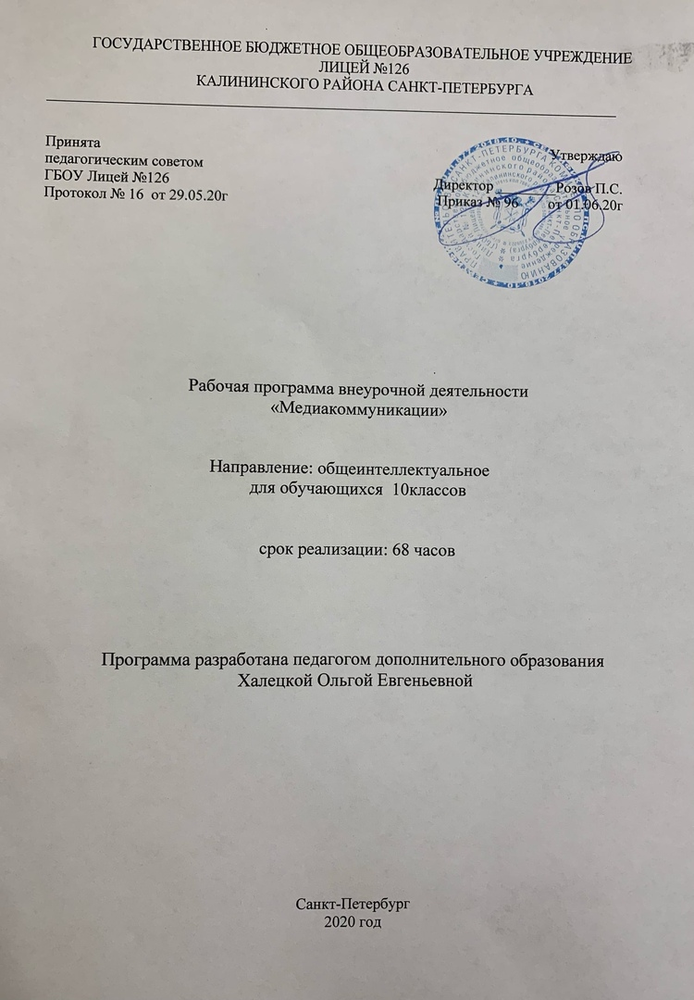 ГОСУДАРСТВЕННОЕ БЮДЖЕТНОЕ ОБЩЕОБРАЗОВАТЕЛЬНОЕ УЧРЕЖДЕНИЕ
ЛИЦЕЙ №126
КАЛИНИНСКОГО РАЙОНА САНКТ-ПЕТЕРБУРГА
Принята
педагогическим советом
ГБОУ Лицей №126
Протокол № 16 от 29.05.20г
Утверждаю
Директор Розов П.С.
Приказ № 96 от 01.06.20г
Рабочая программа внеурочной деятельности
«Медиакоммуникации»
Направление: общеинтеллектуальное
для обучающихся 10классов
срок реализации: 68 часов
Программа разработана педагогом дополнительного образования
Халецкой Ольгой Евгеньевной
Санкт-Петербург
2020 год